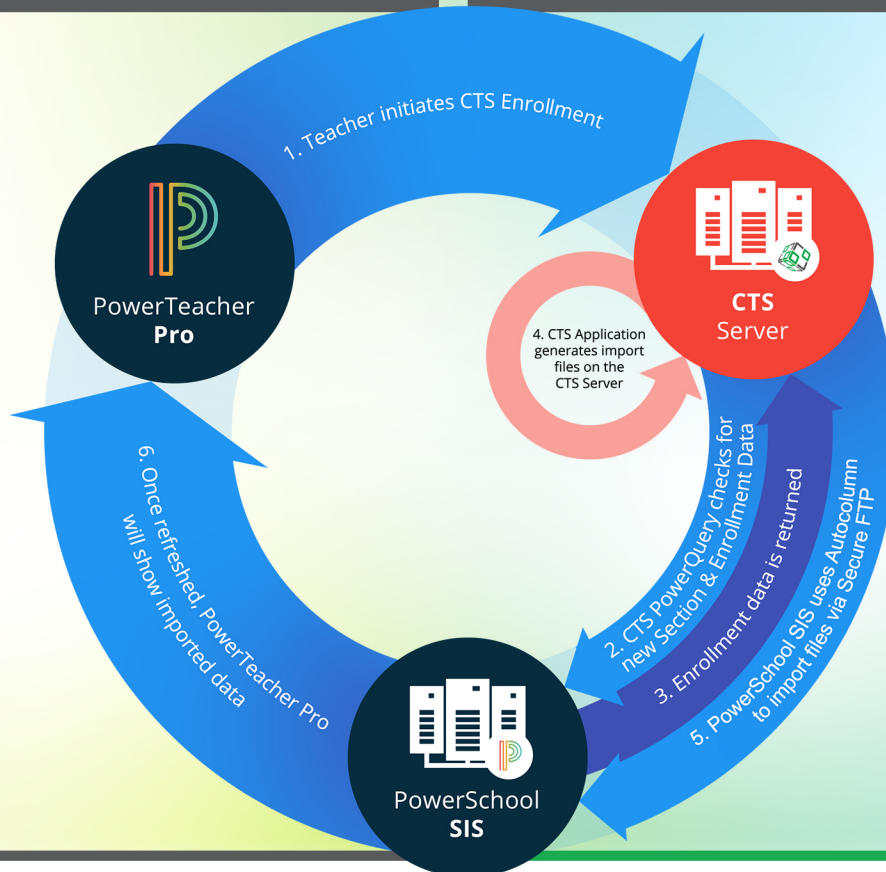 1. Teacher initiates CTS Enrollment
PowerTeacher
Pro
CTS
Server
4. CTS Application
generates import
files on the
CTS Server
2. CTS PowerQuery checks for
new Section & Enrollment Data
3. Enrollment data is returned
5. PowerSchool SIS uses Autocolumn
to import files via Secure FTP
6. Once refreshed, PowerTeacher Pro
will show imported data
PowerSchool
SIS